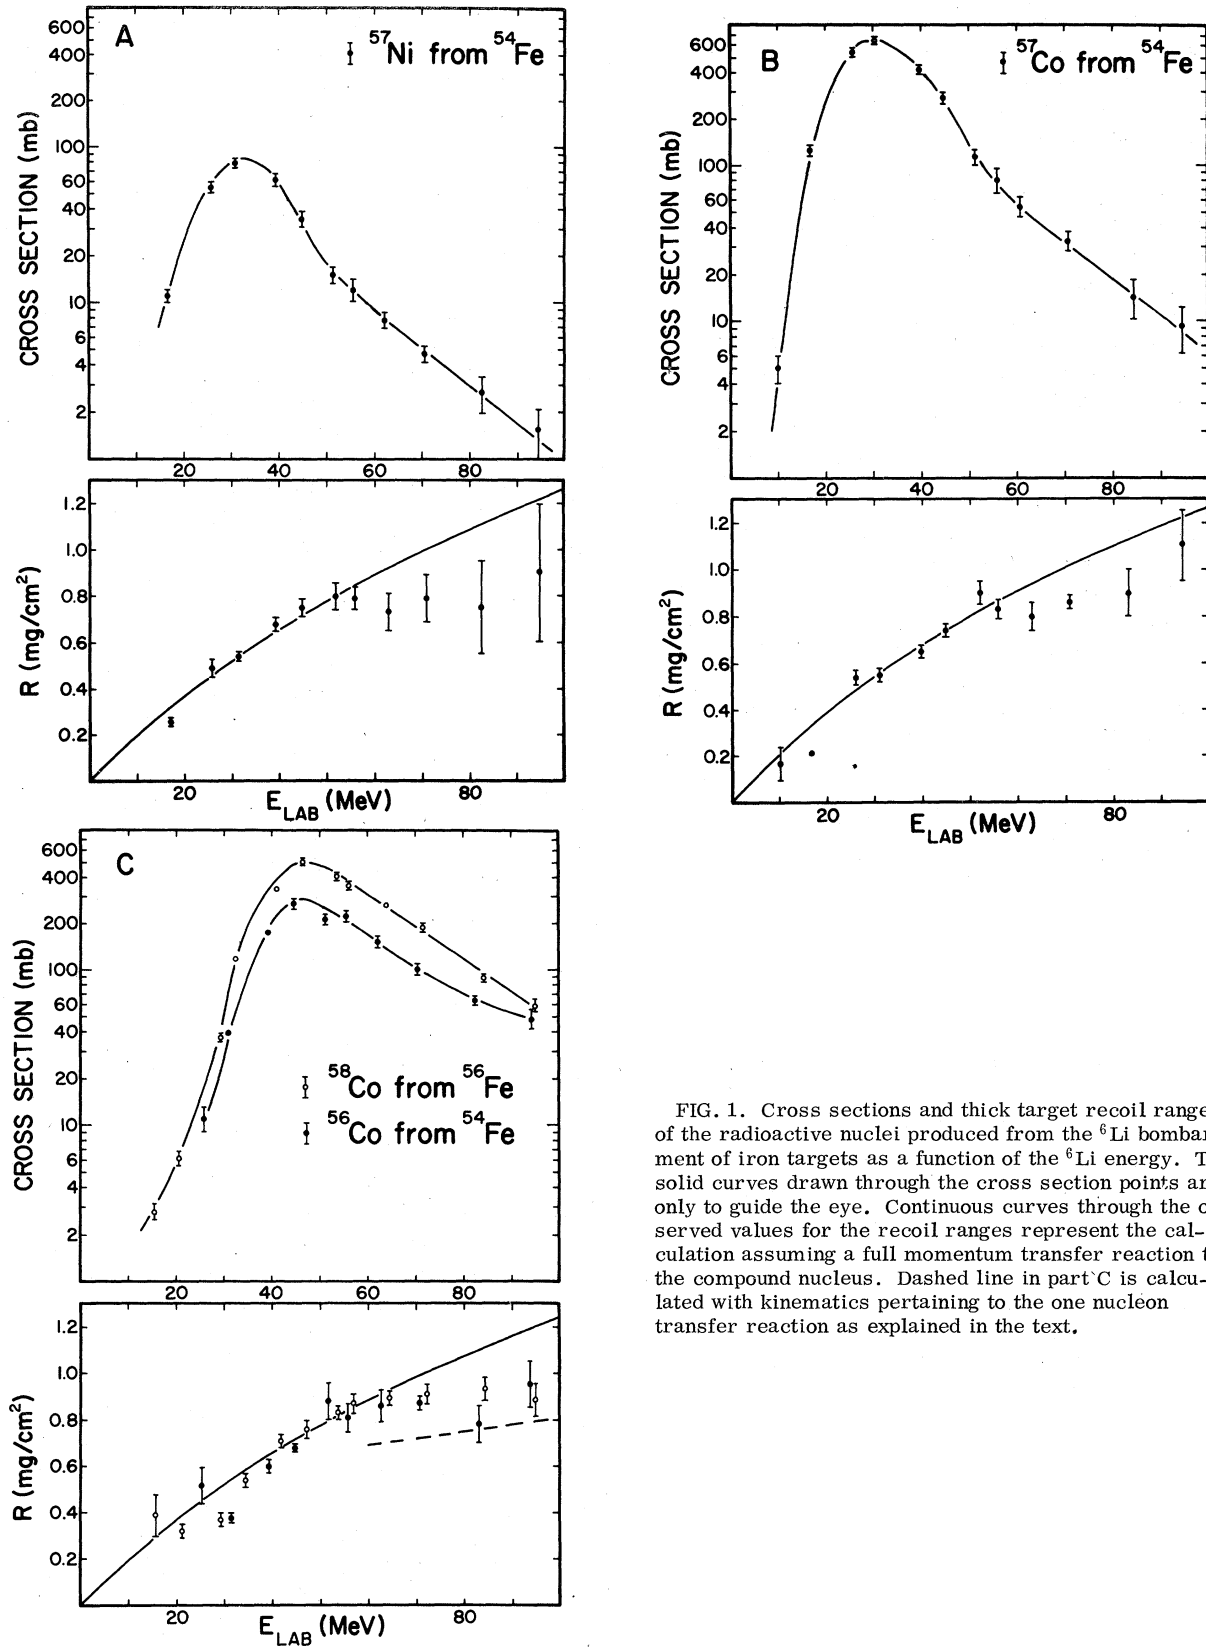 A
⁵⁷Ni from ⁵⁴Fe
CROSS SECTION (mb)
600
400
200
100
60
40
20
10
6
4
2
20 40 60 80
R (mg/cm²)
1.2
1.0
0.8
0.6
0.4
0.2
20 80
E_LAB (MeV)
B
⁵⁷Co from ⁵⁴Fe
CROSS SECTION (mb)
600
400
200
100
60
40
20
10
6
4
2
20 40 60 80
R (mg/cm²)
1.2
1.0
0.8
0.6
0.4
0.2
20 80
E_LAB (MeV)
C
⁵⁸Co from ⁵⁶Fe
⁵⁶Co from ⁵⁴Fe
CROSS SECTION (mb)
600
400
200
100
60
40
20
10
6
4
2
20 40 60 80
R (mg/cm²)
1.2
1.0
0.8
0.6
0.4
0.2
20 80
E_LAB (MeV)
FIG. 1. Cross sections and thick target recoil range
of the radioactive nuclei produced from the ⁶Li bombar
ment of iron targets as a function of the ⁶Li energy. T
solid curves drawn through the cross section points ar
only to guide the eye. Continuous curves through the o
served values for the recoil ranges represent the cal-
culation assuming a full momentum transfer reaction t
the compound nucleus. Dashed line in part C is calcu-
lated with kinematics pertaining to the one nucleon
transfer reaction as explained in the text.